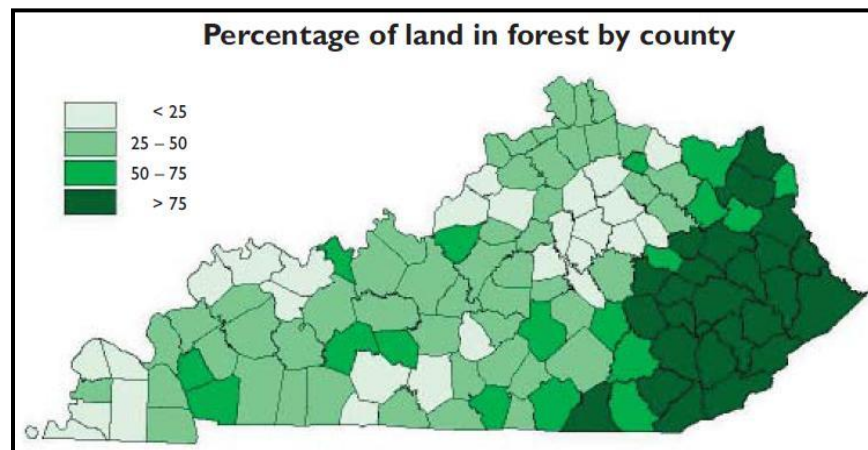 Percentage of land in forest by county
< 25
25 – 50
50 – 75
> 75